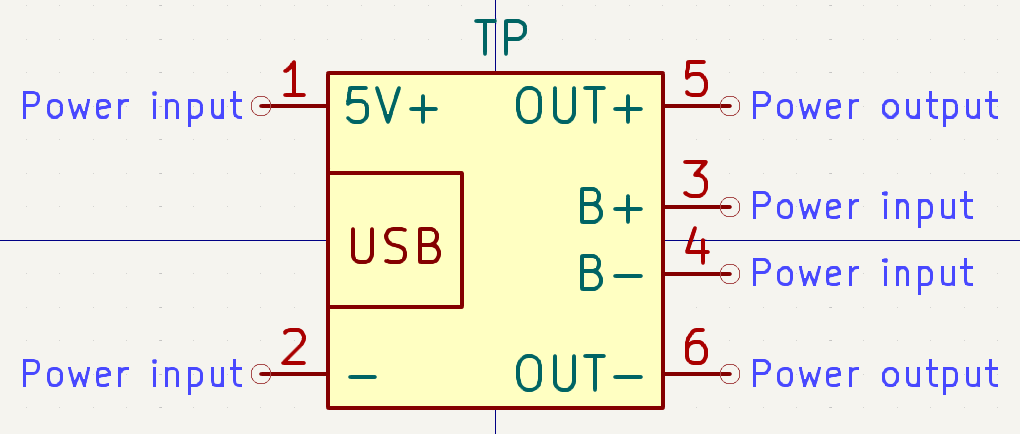 TP
Power input 1 5V+ OUT+ 5 Power output
B+ 3 Power input
USB
B- 4 Power input
Power input 2 - OUT- 6 Power output